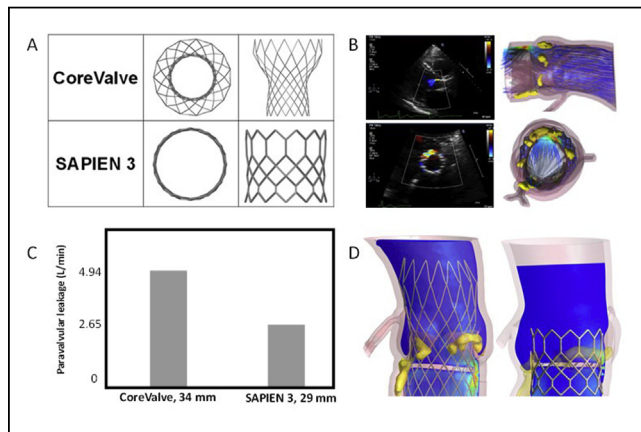 A
CoreValve
SAPIEN 3
B
C
Paravalvular leakage (L/min)
4.94
2.65
0
CoreValve, 34 mm
SAPIEN 3, 29 mm
D